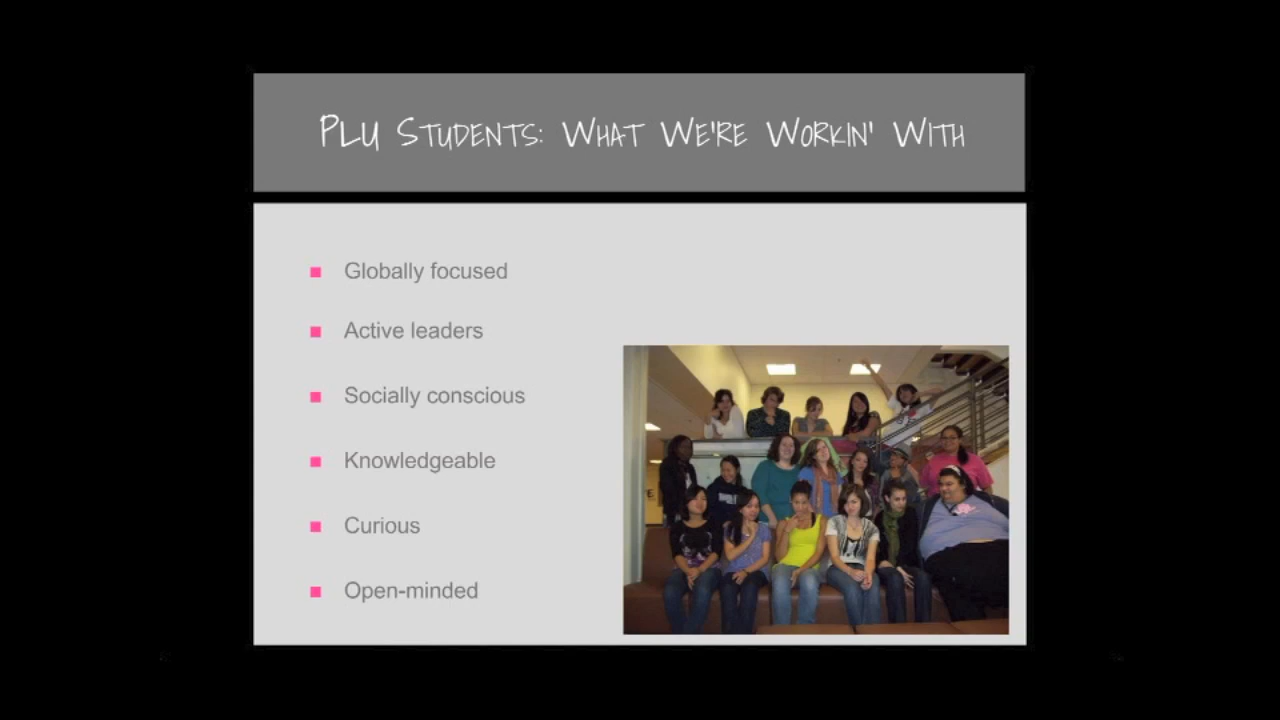 PLU Students: What We're Workin' With
Globally focused
Active leaders
Socially conscious
Knowledgeable
Curious
Open-minded